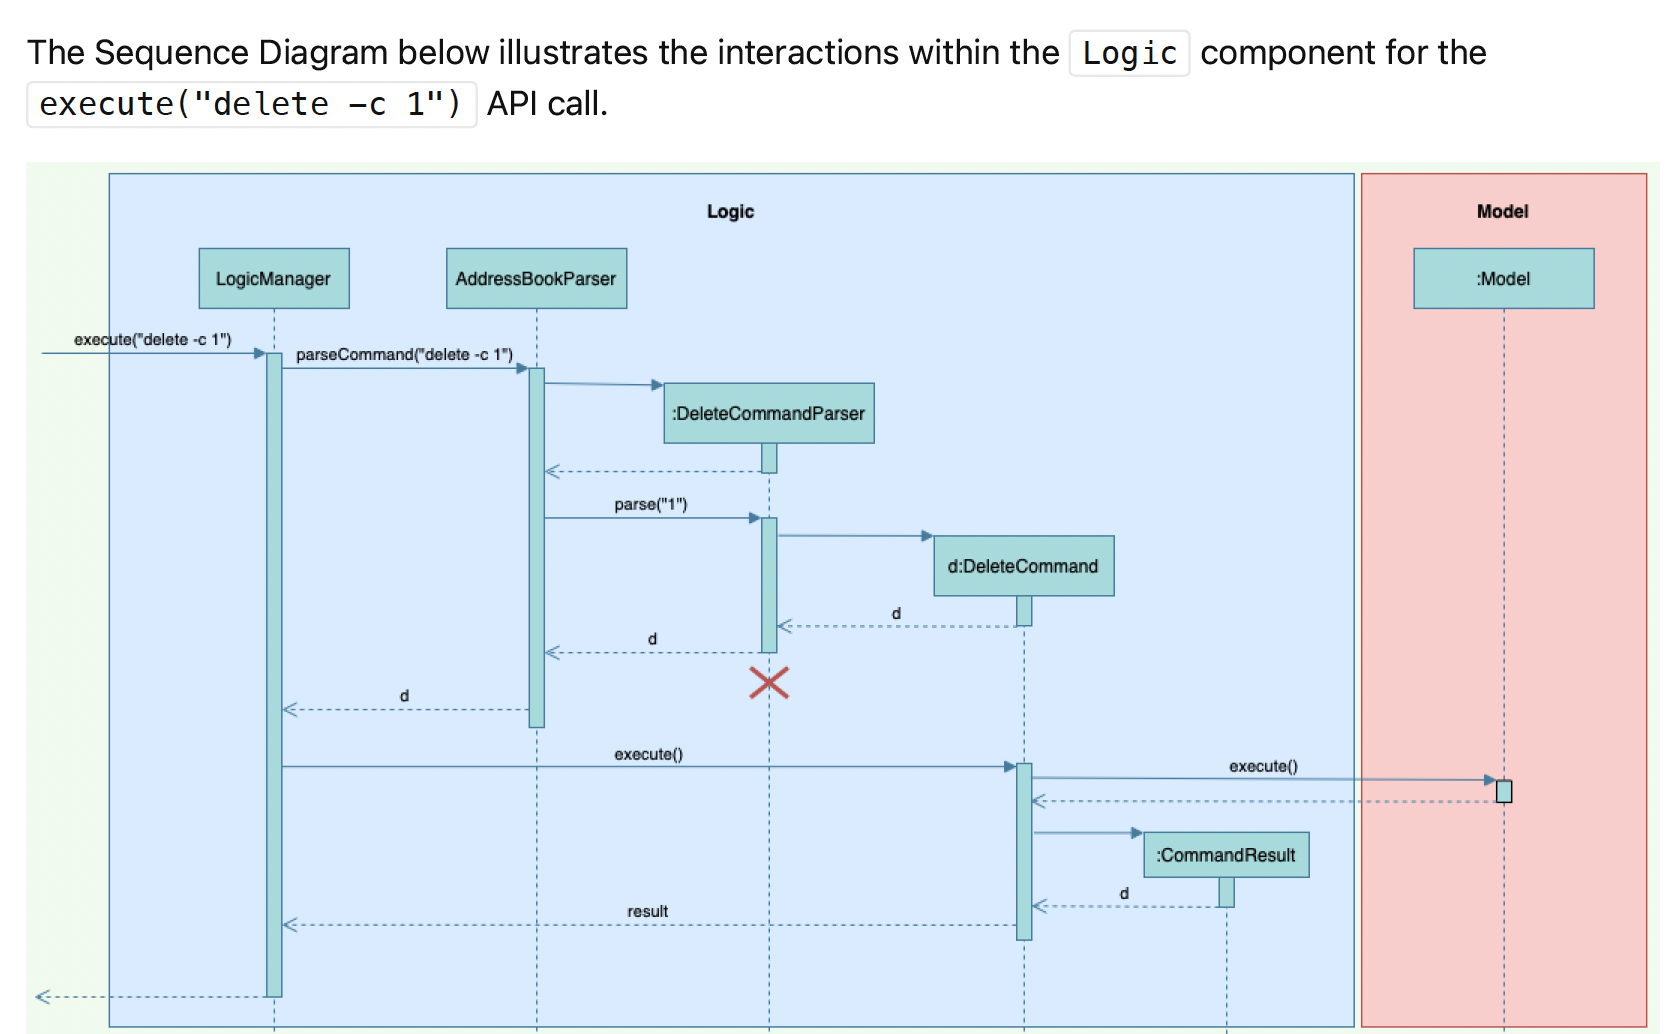 The Sequence Diagram below illustrates the interactions within the Logic component for the
execute("delete –c 1") API call.
Logic
Model
LogicManager
AddressBookParser
:Model
execute("delete -c 1")
parseCommand("delete -c 1")
:DeleteCommandParser
parse("1")
d:DeleteCommand
d
d
d
execute()
execute()
:CommandResult
d
result